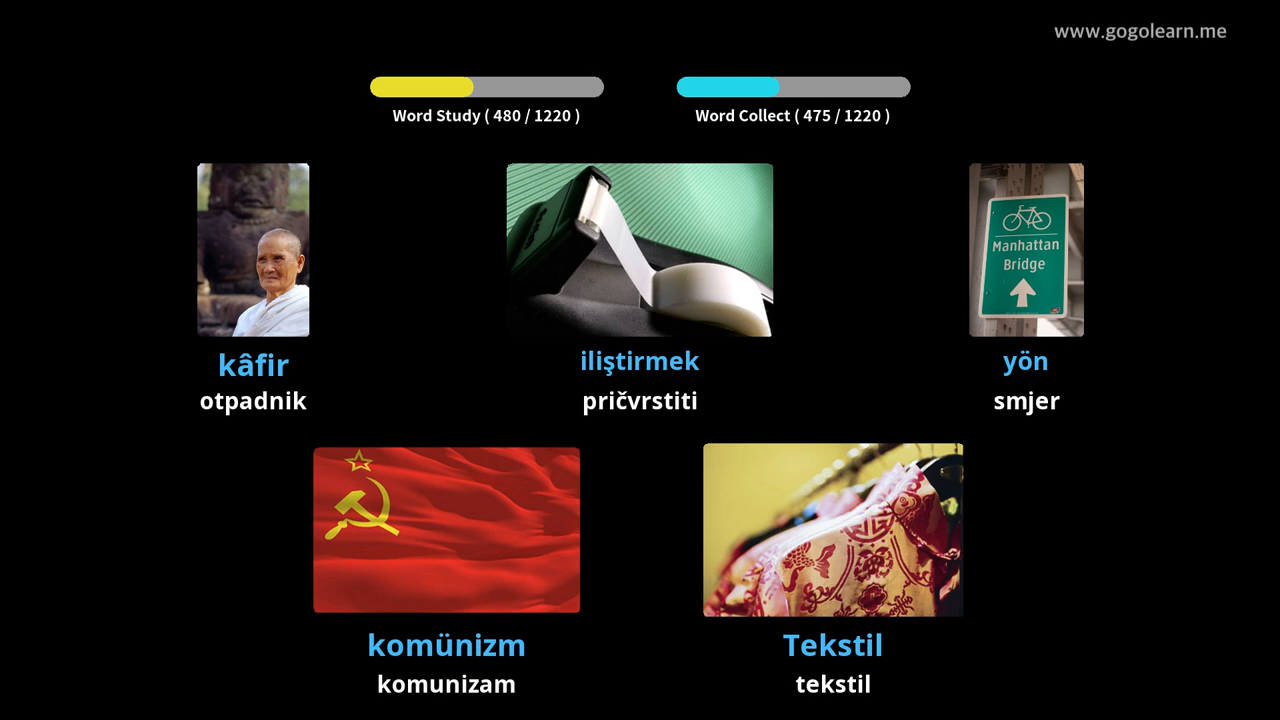 www.gogolearn.me
Word Study ( 480 / 1220 )
Word Collect ( 475 / 1220 )
Manhattan
Bridge
kâfir
iliştirmek
yön
otpadnik
pričvrstiti
smjer
komünizm
Tekstil
komunizam
tekstil